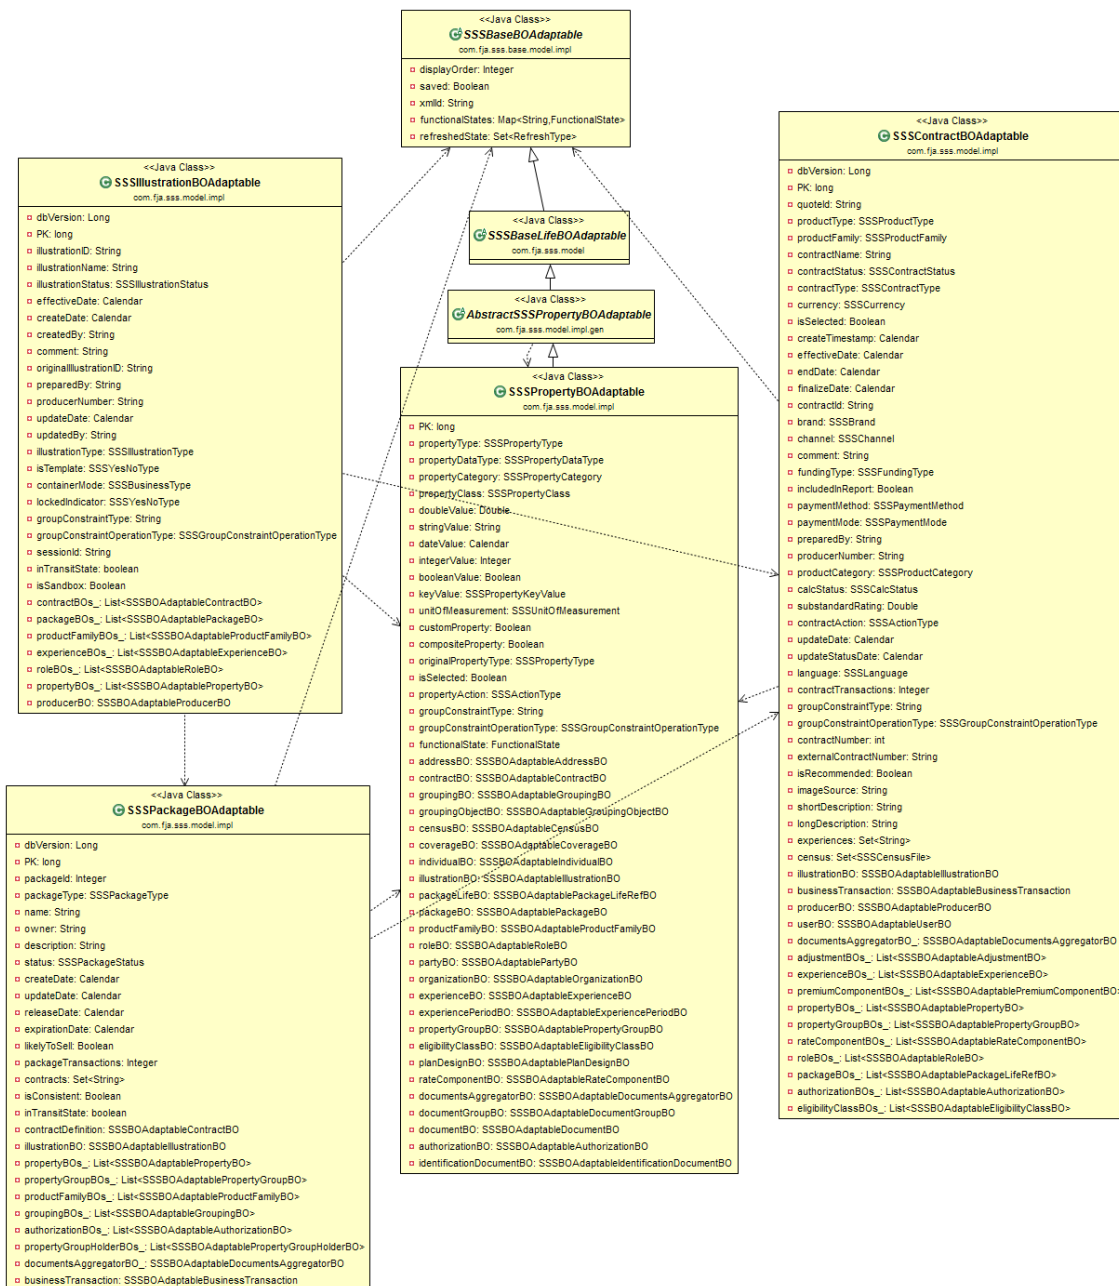 <<Java Class>>
SSSBaseBOAdaptable
com.fja.sss.base.model.impl
displayOrder: Integer
saved: Boolean
xmlId: String
functionalStates: Map<String,FunctionalState>
refreshedState: Set<RefreshType>
<<Java Class>>
SSSIllustrationBOAdaptable
com.fja.sss.model.impl
dbVersion: Long
PK: long
illustrationID: String
illustrationName: String
illustrationStatus: SSSIllustrationStatus
effectiveDate: Calendar
createDate: Calendar
createdBy: String
comment: String
originalIllustrationID: String
preparedBy: String
producerNumber: String
updateDate: Calendar
updatedBy: String
illustrationType: SSSIllustrationType
isTemplate: SSSYesNoType
containerMode: SSSBusinessType
lockedIndicator: SSSYesNoType
groupConstraintType: String
groupConstraintOperationType: SSSGroupConstraintOperationType
sessionId: String
inTransitState: boolean
isSandbox: Boolean
contractBOs_: List<SSSBOAdaptableContractBO>
packageBOs_: List<SSSBOAdaptablePackageBO>
productFamilyBOs_: List<SSSBOAdaptableProductFamilyBO>
experienceBOs_: List<SSSBOAdaptableExperienceBO>
roleBOs_: List<SSSBOAdaptableRoleBO>
propertyBOs_: List<SSSBOAdaptablePropertyBO>
producerBO: SSSBOAdaptableProducerBO
<<Java Class>>
SSSBaseLifeBOAdaptable
com.fja.sss.model
<<Java Class>>
AbstractSSSPropertyBOAdaptable
com.fja.sss.model.impl.gen
<<Java Class>>
SSSPropertyBOAdaptable
com.fja.sss.model.impl
PK: long
propertyType: SSSPropertyType
propertyDataType: SSSPropertyDataType
propertyCategory: SSSPropertyCategory
propertyClass: SSSPropertyClass
doubleValue: Double
stringValue: String
dateValue: Calendar
integerValue: Integer
booleanValue: Boolean
keyValue: SSSPropertyKeyValue
unitOfMeasurement: SSSUnitOfMeasurement
customProperty: Boolean
compositeProperty: Boolean
originalPropertyType: SSSPropertyType
isSelected: Boolean
propertyAction: SSSActionType
groupConstraintType: String
groupConstraintOperationType: SSSGroupConstraintOperationType
functionalState: FunctionalState
addressBO: SSSBOAdaptableAddressBO
contractBO: SSSBOAdaptableContractBO
groupingBO: SSSBOAdaptableGroupingBO
groupingObjectBO: SSSBOAdaptableGroupingObjectBO
censusBO: SSSBOAdaptableCensusBO
coverageBO: SSSBOAdaptableCoverageBO
individualBO: SSSBOAdaptableIndividualBO
illustrationBO: SSSBOAdaptableIllustrationBO
packageLifeBO: SSSBOAdaptablePackageLifeRefBO
packageBO: SSSBOAdaptablePackageBO
productFamilyBO: SSSBOAdaptableProductFamilyBO
roleBO: SSSBOAdaptableRoleBO
partyBO: SSSBOAdaptablePartyBO
organizationBO: SSSBOAdaptableOrganizationBO
experienceBO: SSSBOAdaptableExperienceBO
experiencePeriodBO: SSSBOAdaptableExperiencePeriodBO
propertyGroupBO: SSSBOAdaptablePropertyGroupBO
eligibilityClassBO: SSSBOAdaptableEligibilityClassBO
planDesignBO: SSSBOAdaptablePlanDesignBO
rateComponentBO: SSSBOAdaptableRateComponentBO
documentsAggregatorBO: SSSBOAdaptableDocumentsAggregatorBO
documentGroupBO: SSSBOAdaptableDocumentGroupBO
documentBO: SSSBOAdaptableDocumentBO
authorizationBO: SSSBOAdaptableAuthorizationBO
identificationDocumentBO: SSSBOAdaptableIdentificationDocumentBO
<<Java Class>>
SSSContractBOAdaptable
com.fja.sss.model.impl
dbVersion: Long
PK: long
quoteId: String
productType: SSSProductType
productFamily: SSSProductFamily
contractName: String
contractStatus: SSSContractStatus
contractType: SSSContractType
currency: SSSCurrency
isSelected: Boolean
createTimestamp: Calendar
effectiveDate: Calendar
endDate: Calendar
finalizeDate: Calendar
contractId: String
brand: SSSBrand
channel: SSSChannel
comment: String
fundingType: SSSFundingType
includedInReport: Boolean
paymentMethod: SSSPaymentMethod
paymentMode: SSSPaymentMode
preparedBy: String
producerNumber: String
productCategory: SSSProductCategory
calcStatus: SSSCalcStatus
substandardRating: Double
contractAction: SSSActionType
updateDate: Calendar
updateStatusDate: Calendar
language: SSSLanguage
contractTransactions: Integer
groupConstraintType: String
groupConstraintOperationType: SSSGroupConstraintOperationType
contractNumber: int
externalContractNumber: String
isRecommended: Boolean
imageSource: String
shortDescription: String
longDescription: String
experiences: Set<String>
census: Set<SSSCensusFile>
illustrationBO: SSSBOAdaptableIllustrationBO
businessTransaction: SSSBOAdaptableBusinessTransaction
producerBO: SSSBOAdaptableProducerBO
userBO: SSSBOAdaptableUserBO
documentsAggregatorBO_: SSSBOAdaptableDocumentsAggregatorBO
adjustmentBOs_: List<SSSBOAdaptableAdjustmentBO>
experienceBOs_: List<SSSBOAdaptableExperienceBO>
premiumComponentBOs_: List<SSSBOAdaptablePremiumComponentBO>
propertyBOs_: List<SSSBOAdaptablePropertyBO>
propertyGroupBOs_: List<SSSBOAdaptablePropertyGroupBO>
rateComponentBOs_: List<SSSBOAdaptableRateComponentBO>
roleBOs_: List<SSSBOAdaptableRoleBO>
packageBOs_: List<SSSBOAdaptablePackageLifeRefBO>
authorizationBOs_: List<SSSBOAdaptableAuthorizationBO>
eligibilityClassBOs_: List<SSSBOAdaptableEligibilityClassBO>
<<Java Class>>
SSSPackageBOAdaptable
com.fja.sss.model.impl
dbVersion: Long
PK: long
packageId: Integer
packageType: SSSPackageType
name: String
owner: String
description: String
status: SSSPackageStatus
createDate: Calendar
updateDate: Calendar
releaseDate: Calendar
expirationDate: Calendar
likelyToSell: Boolean
packageTransactions: Integer
contracts: Set<String>
isConsistent: Boolean
inTransitState: boolean
contractDefinition: SSSBOAdaptableContractBO
illustrationBO: SSSBOAdaptableIllustrationBO
propertyBOs_: List<SSSBOAdaptablePropertyBO>
propertyGroupBOs_: List<SSSBOAdaptablePropertyGroupBO>
productFamilyBOs_: List<SSSBOAdaptableProductFamilyBO>
groupingBOs_: List<SSSBOAdaptableGroupingBO>
authorizationBOs_: List<SSSBOAdaptableAuthorizationBO>
propertyGroupHolderBOs_: List<SSSBOAdaptablePropertyGroupHolderBO>
documentsAggregatorBO_: SSSBOAdaptableDocumentsAggregatorBO
businessTransaction: SSSBOAdaptableBusinessTransaction